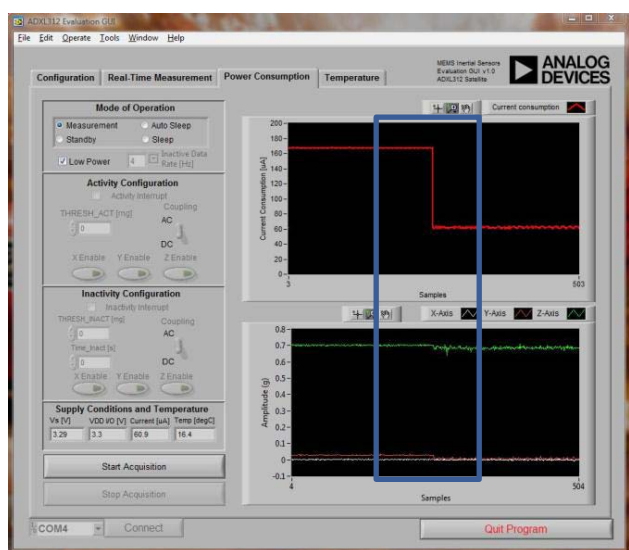 ADXL312 Evaluation GUI
File Edit Operate Tools Window Help
MEMS Inertial Sensors
Evaluation GUI v1.0
ADXL312 Satellite
ANALOG
DEVICES
Configuration Real-Time Measurement Power Consumption Temperature
Mode of Operation
Measurement Auto Sleep
Standby Sleep
Low Power 4 Inactive Data
Rate [Hz]
Activity Configuration
Activity Interrupt
THRESH_ACT [mg] Coupling
0 AC
DC
X Enable Y Enable Z Enable
Inactivity Configuration
Inactivity Interrupt
THRESH_INACT [mg] Coupling
0 AC
Time_Inact [s]
0 DC
X Enable Y Enable Z Enable
Supply Conditions and Temperature
Vs [V] VDD I/O [V] Current [uA] Temp [degC]
3.29 3.3 60.9 16.4
Start Acquisition
Stop Acquisition
COM4 Connect
Current consumption
Current Consumption [uA]
200
180
160
140
120
100
80
60
40
20
0
3 503
Samples
X-Axis Y-Axis Z-Axis
Amplitude (g)
0.8
0.7
0.6
0.5
0.4
0.3
0.2
0.1
0
-0.1
4 504
Samples
Quit Program